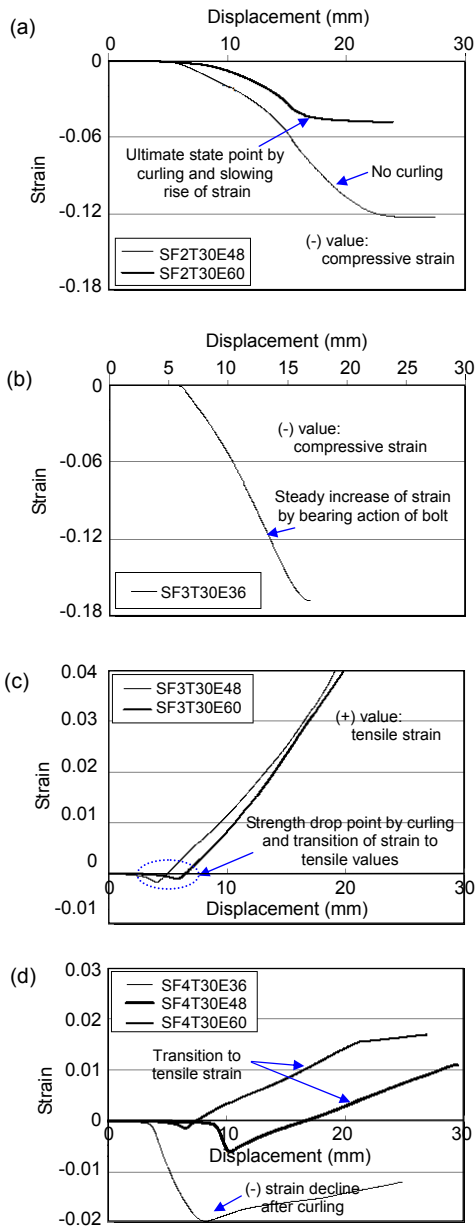 (a)
Displacement (mm)
0 10 20 30
0
-0.06
-0.12
-0.18
Strain
Ultimate state point by
curling and slowing
rise of strain
No curling
(-) value:
compressive strain
SF2T30E48
SF2T30E60
(b)
Displacement (mm)
0 5 10 15 20 25 30
0
-0.06
-0.12
-0.18
Strain
(-) value:
compressive strain
Steady increase of strain
by bearing action of bolt
SF3T30E36
(c)
0.04
0.03
0.02
0.01
0
-0.01
Strain
SF3T30E48
SF3T30E60
(+) value:
tensile strain
Strength drop point by curling
and transition of strain to
tensile values
0 10 20 30
Displacement (mm)
(d)
0.03
0.02
0.01
0
-0.01
-0.02
Strain
SF4T30E36
SF4T30E48
SF4T30E60
Transition to
tensile strain
0 10 20 30
Displacement (mm)
(-) strain decline
after curling